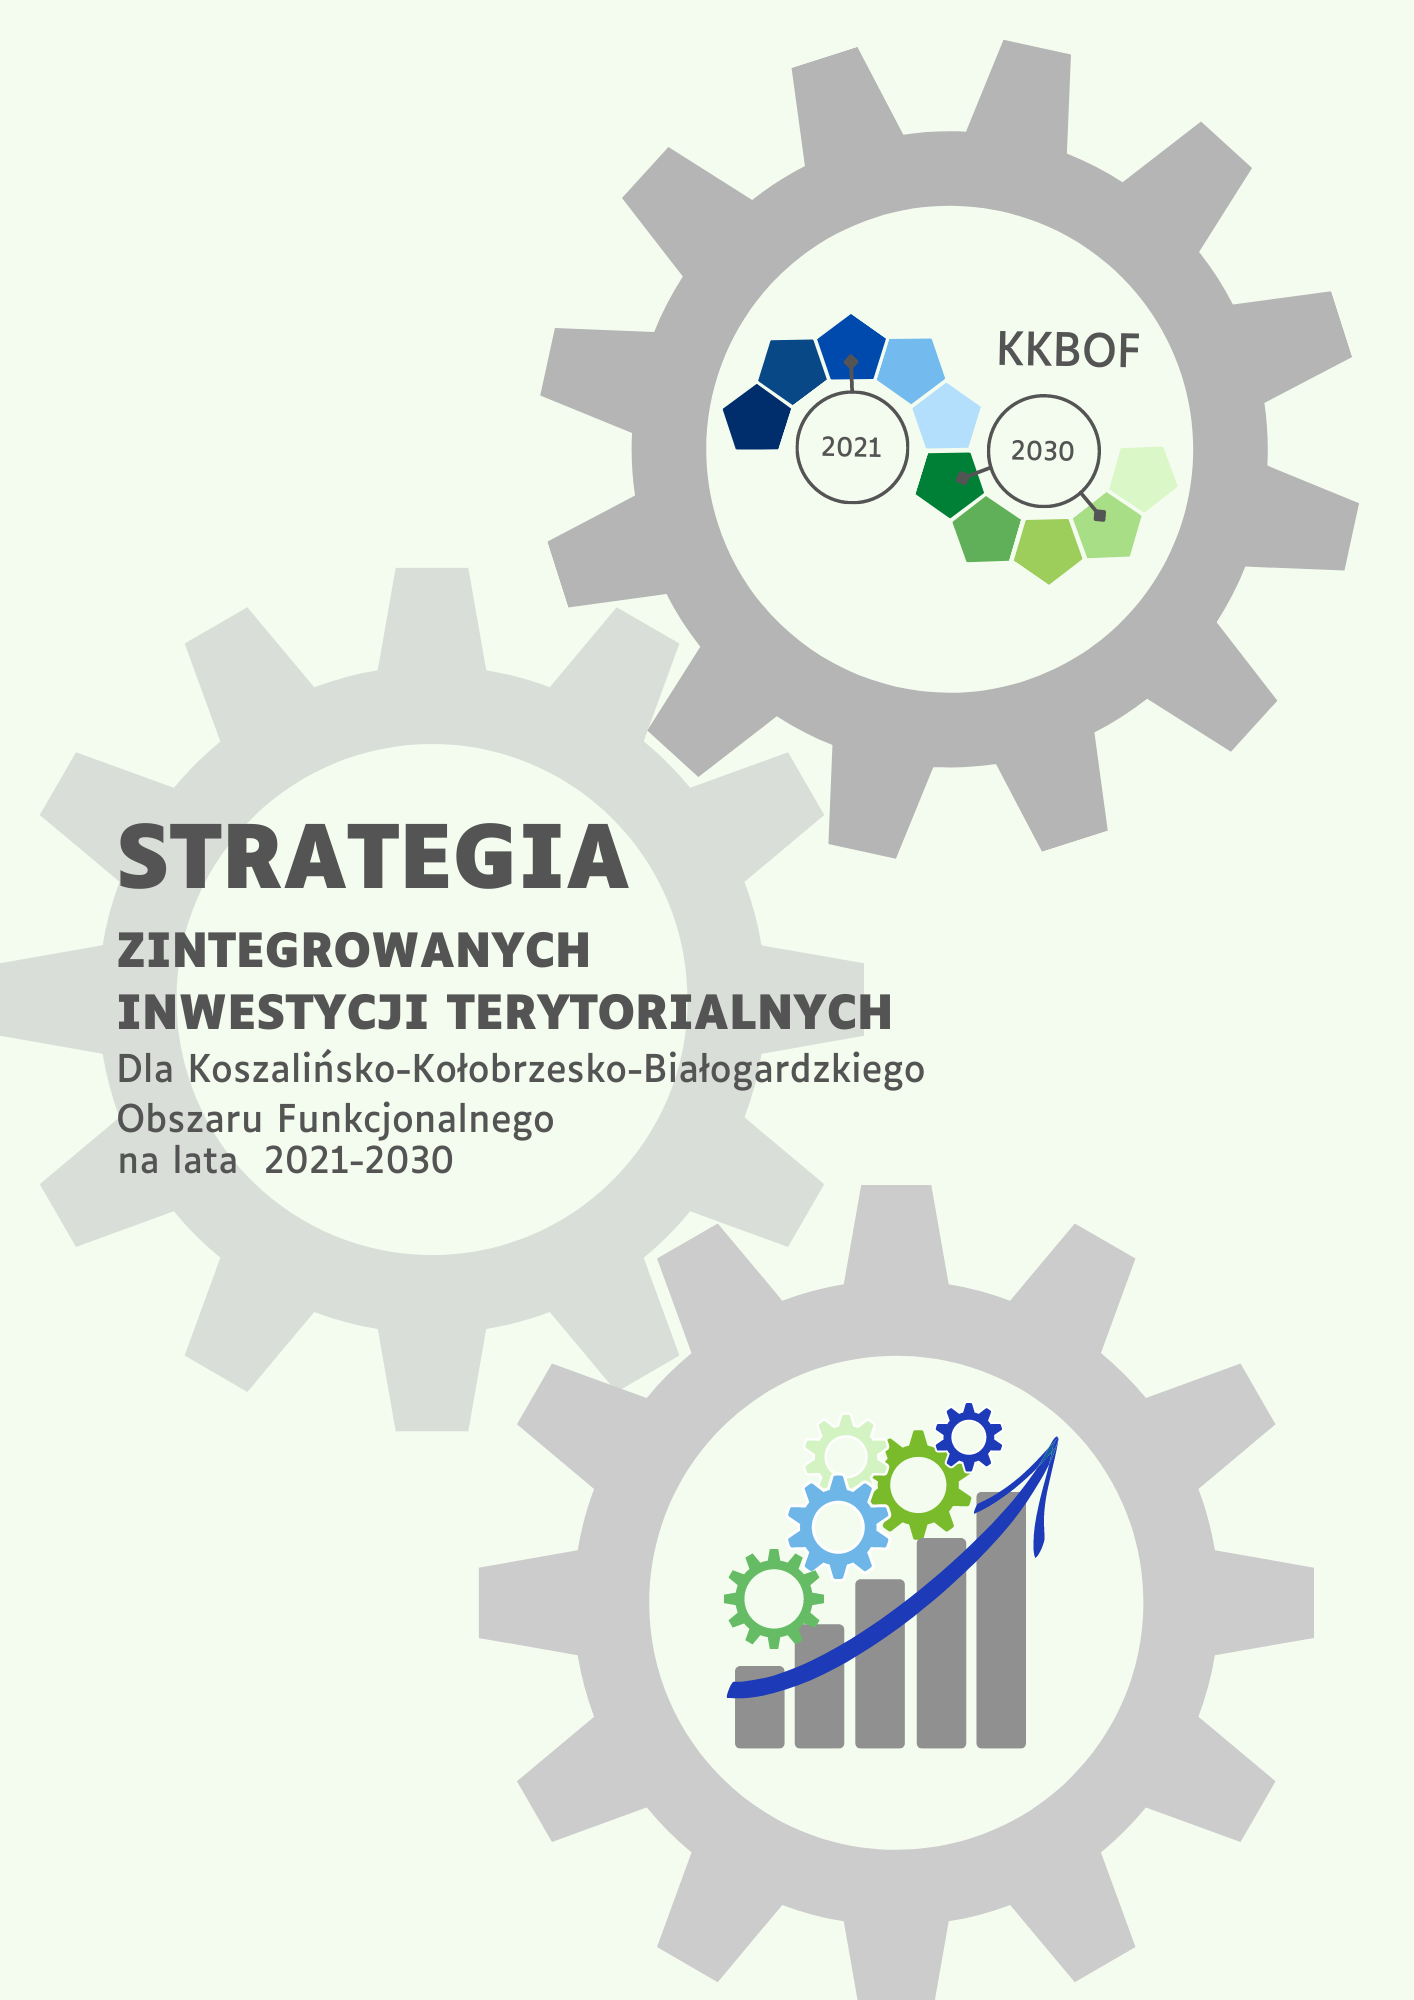 KKBOF
2021
2030
STRATEGIA
ZINTEGROWANYCH
INWESTYCJI TERYTORIALNYCH
Dla Koszalińsko-Kołobrzesko-Białogardzkiego
Obszaru Funkcjonalnego
na lata 2021-2030